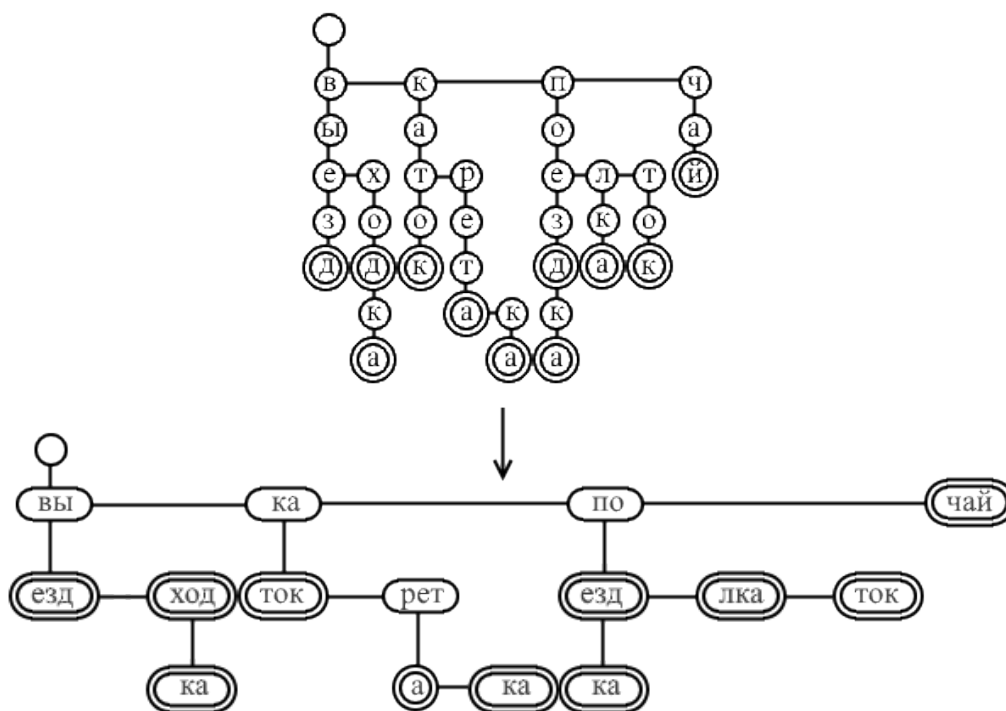 в к п ч
ы а о а
е х т р е л т й
з о о е з к о
д д к т д а к
к а к к
а а а
вы ка по чай
езд ход ток рет езд лка ток
ка а ка ка